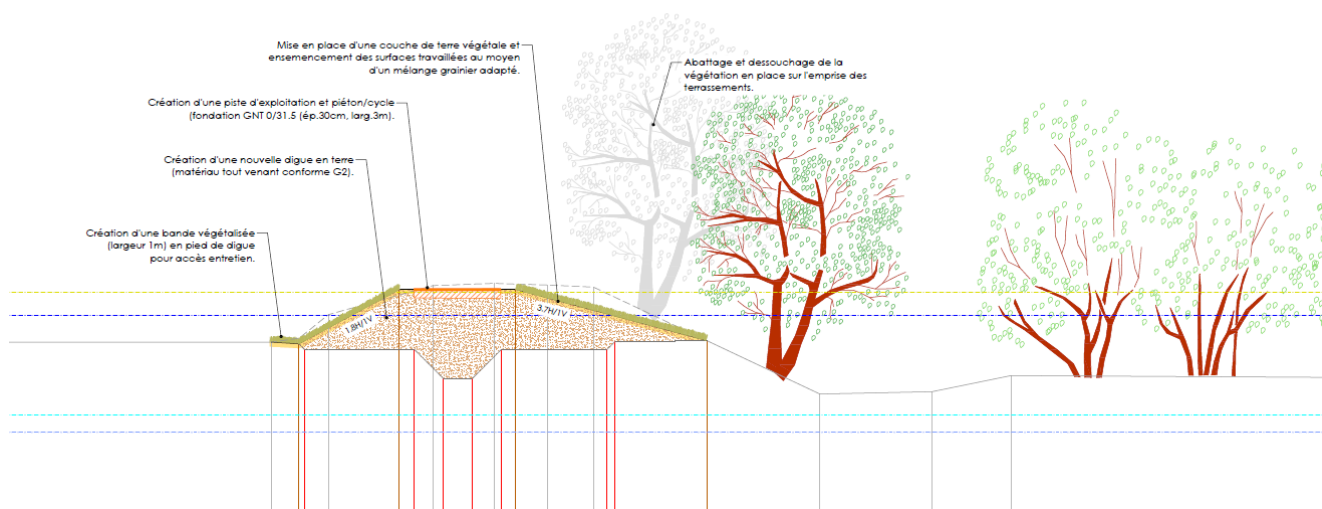 Mise en place d'une couche de terre végétale et
ensemencement des surfaces travaillées au moyen
d'un mélange grainier adapté.
Abattage et dessouchage de la
végétation en place sur l'emprise des
terrassements.
Création d'une piste d'exploitation et piéton/cycle
(fondation GNT 0/31.5 (ép.30cm, larg.3m).
Création d'une nouvelle digue en terre
(matériau tout venant conforme G2).
Création d'une bande végétalisée
(largeur 1m) en pied de digue
pour accès entretien.
1.8H/1V
3.7H/1V